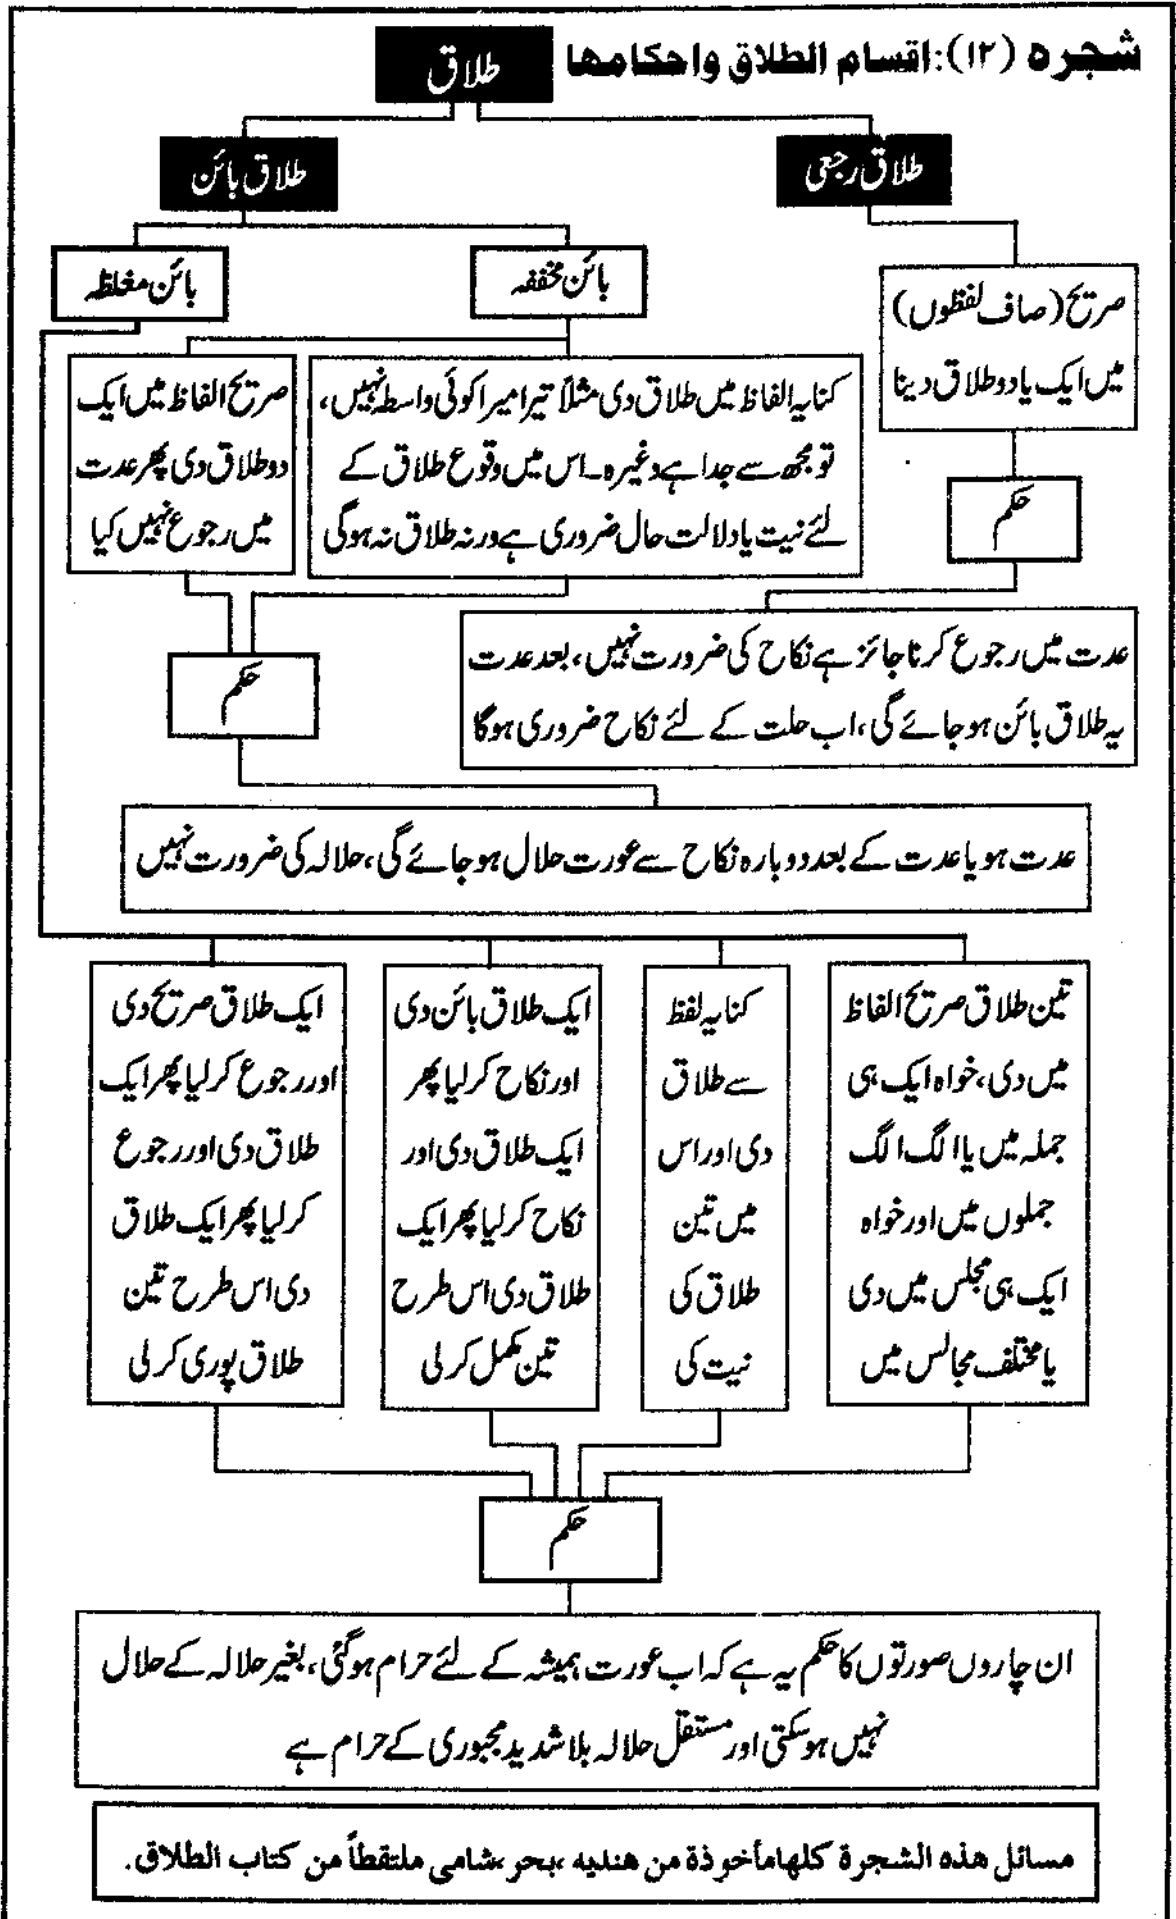 شجره (۱۲): اقسام الطلاق واحكامها
طلاق
طلاق رجعی
طلاق بائن
صریح (صاف لفظوں)
میں ایک یا دو طلاق دینا
بائن مخففہ
بائن مغلظہ
کنایہ الفاظ میں طلاق دی مثلاً تیرا میرا کوئی واسطہ نہیں،
تو مجھ سے جدا ہے وغیرہ۔ اس میں وقوع طلاق کے
لئے نیت یا دلالت حال ضروری ہے ورنہ طلاق نہ ہوگی
صریح الفاظ میں ایک
دو طلاق دی پھر عدت
میں رجوع نہیں کیا
حکم
عدت میں رجوع کرنا جائز ہے نکاح کی ضرورت نہیں، بعد عدت
یہ طلاق بائن ہو جائے گی، اب حلت کے لئے نکاح ضروری ہوگا
حکم
عدت ہو یا عدت کے بعد دوبارہ نکاح سے عورت حلال ہو جائے گی، حلالہ کی ضرورت نہیں
تین طلاق صریح الفاظ
میں دی، خواہ ایک ہی
جملہ میں یا الگ الگ
جملوں میں اور خواہ
ایک ہی مجلس میں دی
یا مختلف مجالس میں
کنایہ لفظ
سے طلاق
دی اور اس
میں تین
طلاق کی
نیت کی
ایک طلاق بائن دی
اور نکاح کر لیا پھر
ایک طلاق دی اور
نکاح کر لیا پھر ایک
طلاق دی اس طرح
تین مکمل کر لی
ایک طلاق صریح دی
اور رجوع کر لیا پھر ایک
طلاق دی اور رجوع
کر لیا پھر ایک طلاق
دی اس طرح تین
طلاق پوری کر لی
حکم
ان چاروں صورتوں کا حکم یہ ہے کہ اب عورت ہمیشہ کے لئے حرام ہوگئی، بغیر حلالہ کے حلال
نہیں ہو سکتی اور مستقل حلالہ بلا شدید مجبوری کے حرام ہے
مسائل هذه الشجرة كلها مأخوذة من هنديه، بحر، شامى ملتقطاً من كتاب الطلاق.